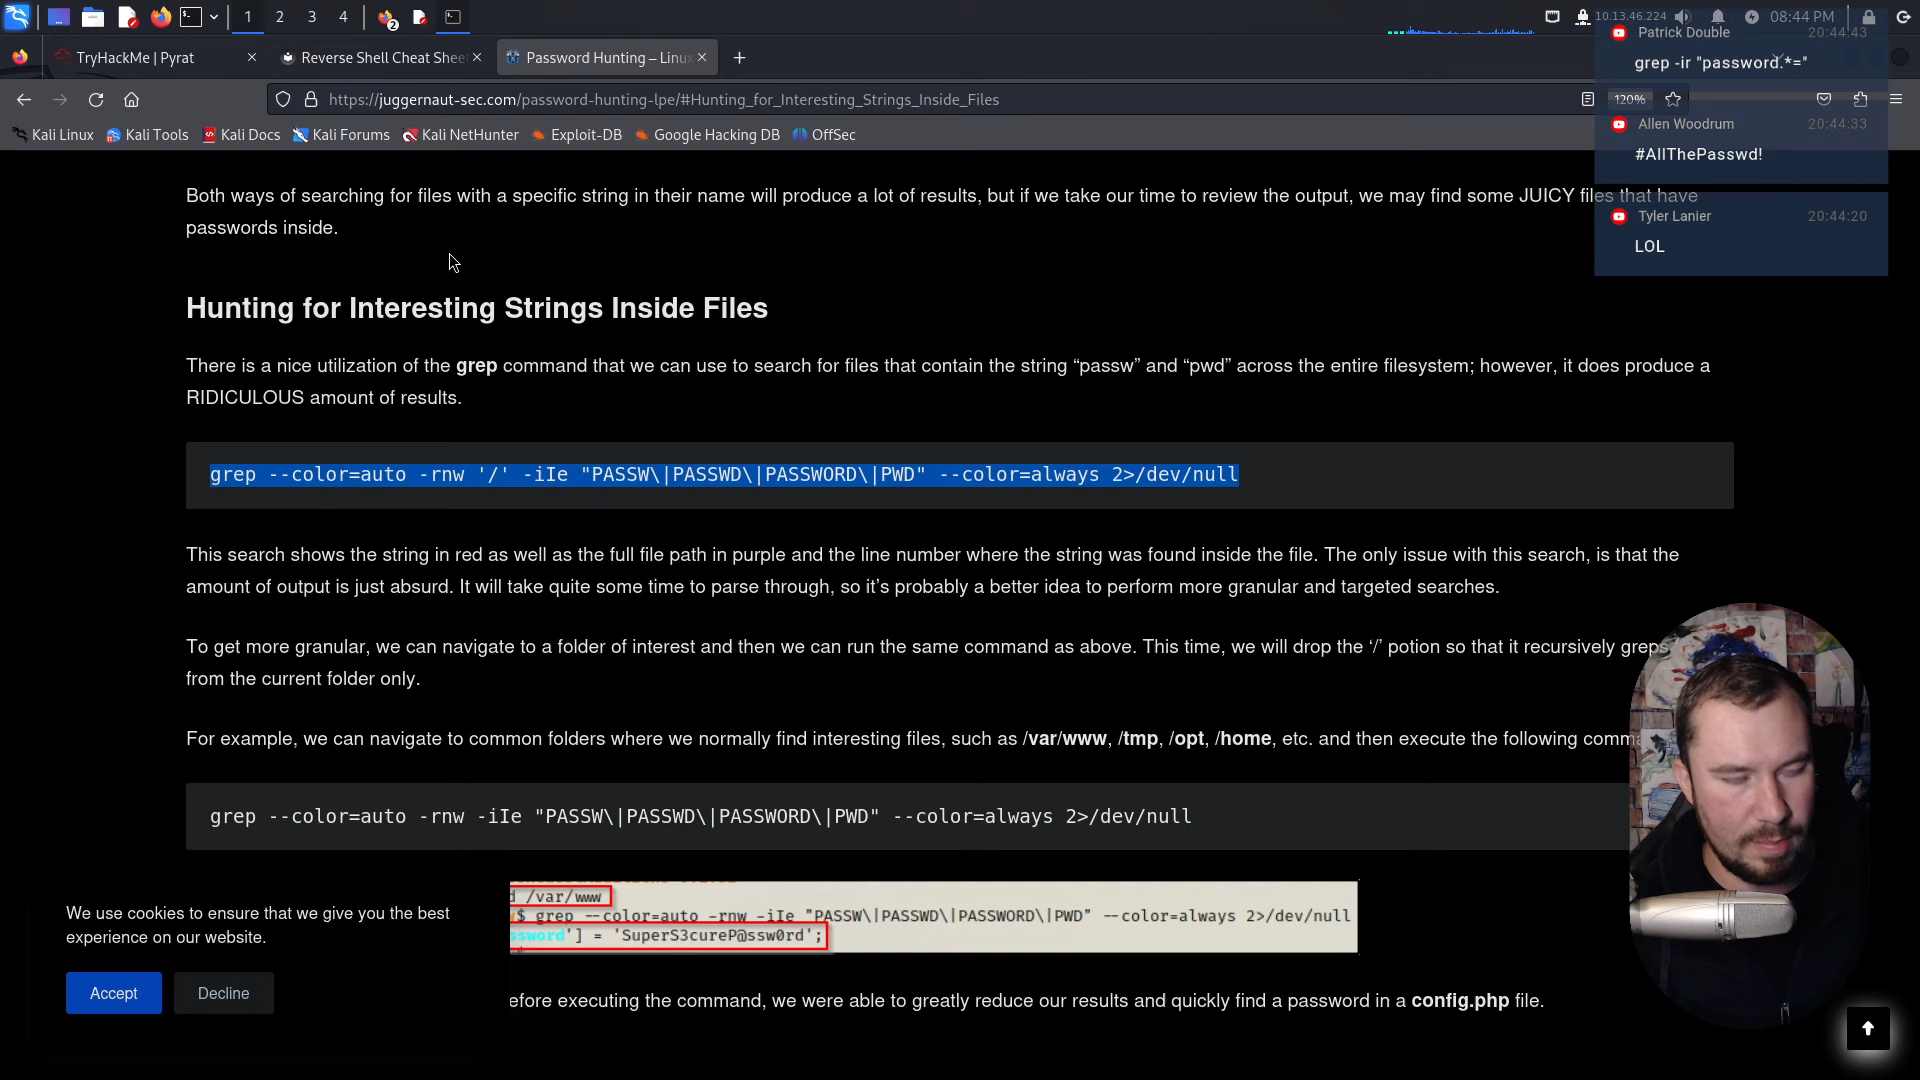 1
2
3
4
2
10.13.46.224
08:44 PM
TryHackMe | Pyrat
Reverse Shell Cheat Shee
Password Hunting – Linux
https://juggernaut-sec.com/password-hunting-lpe/#Hunting_for_Interesting_Strings_Inside_Files
120%
Kali Linux
Kali Tools
Kali Docs
Kali Forums
Kali NetHunter
Exploit-DB
Google Hacking DB
OffSec
Patrick Double 20:44:43
grep -ir "password.*="
Allen Woodrum 20:44:33
#AllThePasswd!
Tyler Lanier 20:44:20
LOL
Both ways of searching for files with a specific string in their name will produce a lot of results, but if we take our time to review the output, we may find some JUICY files that have
passwords inside.
Hunting for Interesting Strings Inside Files
There is a nice utilization of the grep command that we can use to search for files that contain the string “passw” and “pwd” across the entire filesystem; however, it does produce a
RIDICULOUS amount of results.
grep --color=auto -rnw '/' -iIe "PASSW\|PASSWD\|PASSWORD\|PWD" --color=always 2>/dev/null
This search shows the string in red as well as the full file path in purple and the line number where the string was found inside the file. The only issue with this search, is that the
amount of output is just absurd. It will take quite some time to parse through, so it’s probably a better idea to perform more granular and targeted searches.
To get more granular, we can navigate to a folder of interest and then we can run the same command as above. This time, we will drop the ‘/’ potion so that it recursively greps
from the current folder only.
For example, we can navigate to common folders where we normally find interesting files, such as /var/www, /tmp, /opt, /home, etc. and then execute the following comma
grep --color=auto -rnw -iIe "PASSW\|PASSWD\|PASSWORD\|PWD" --color=always 2>/dev/null
d /var/www
$ grep --color=auto -rnw -iIe "PASSW\|PASSWD\|PASSWORD\|PWD" --color=always 2>/dev/null
ssword'] = 'SuperS3cureP@ssw0rd';
efore executing the command, we were able to greatly reduce our results and quickly find a password in a config.php file.
We use cookies to ensure that we give you the best
experience on our website.
Accept
Decline